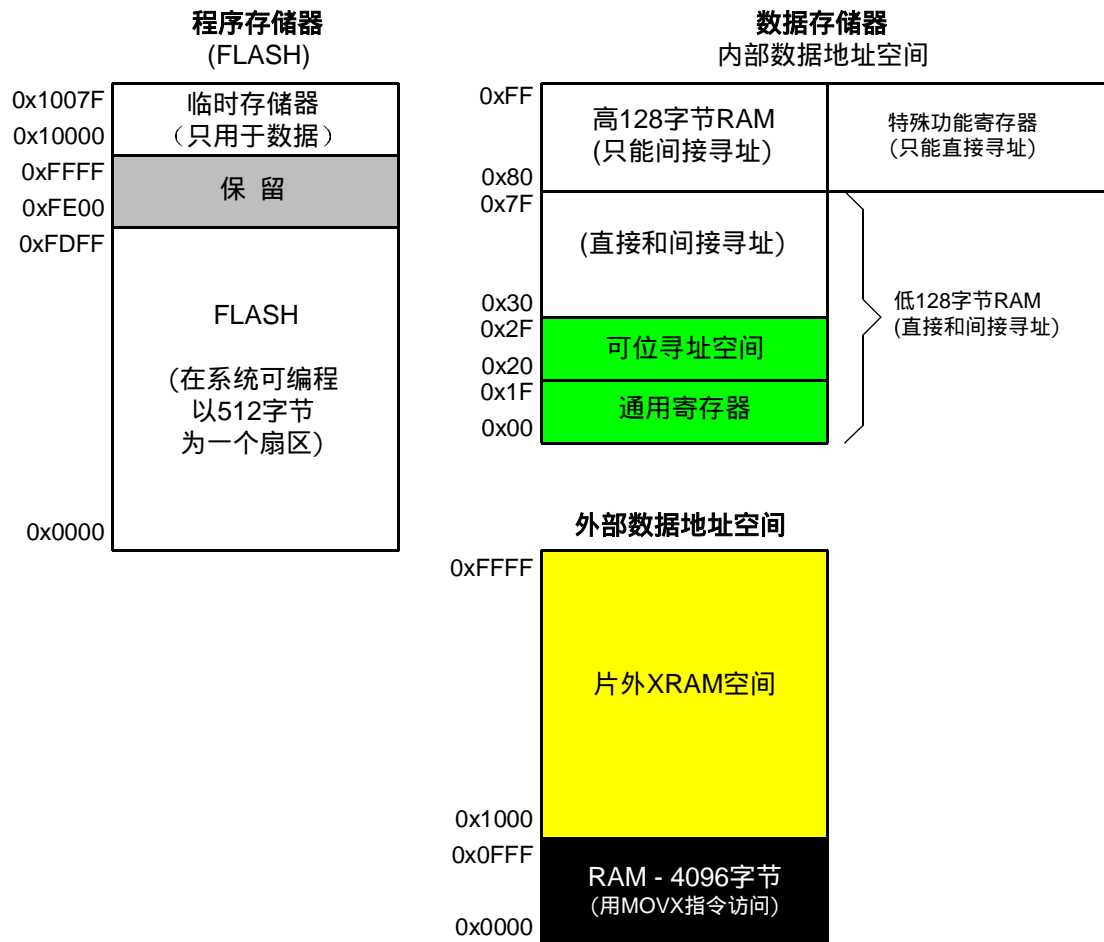 程序存储器
(FLASH)
0x1007F
临时存储器
0x10000
（只用于数据）
0xFFFF
保 留
0xFE00
0xFDFF
FLASH
(在系统可编程
以512字节
为一个扇区)
0x0000
数据存储器
内部数据地址空间
0xFF
高128字节RAM
(只能间接寻址)
特殊功能寄存器
(只能直接寻址)
0x80
0x7F
(直接和间接寻址)
0x30
低128字节RAM
(直接和间接寻址)
0x2F
可位寻址空间
0x20
0x1F
通用寄存器
0x00
外部数据地址空间
0xFFFF
片外XRAM空间
0x1000
0x0FFF
RAM - 4096字节
(用MOVX指令访问)
0x0000